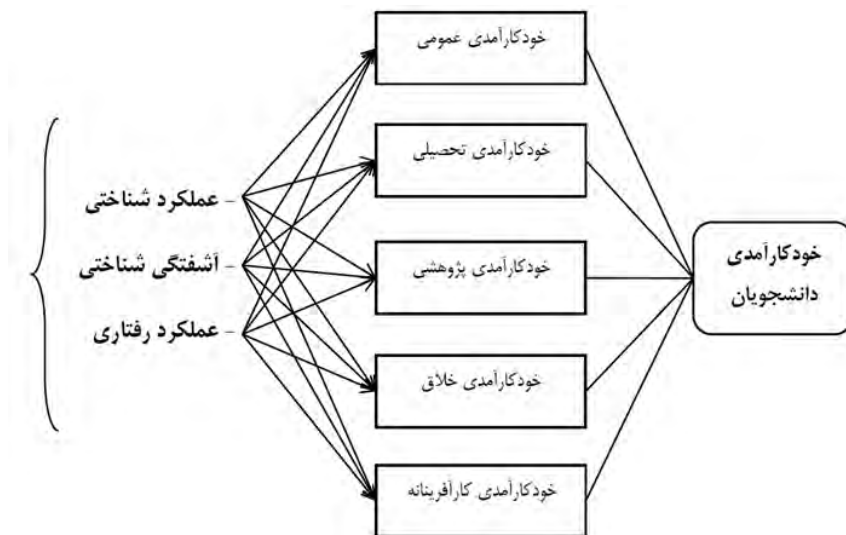 خودکارآمدی
دانشجویان
خودکارآمدی عمومی
خودکارآمدی تحصیلی
خودکارآمدی پژوهشی
خودکارآمدی خلاق
خودکارآمدی کارآفرینانه
- عملکرد شناختی
- آشفتگی شناختی
- عملکرد رفتاری